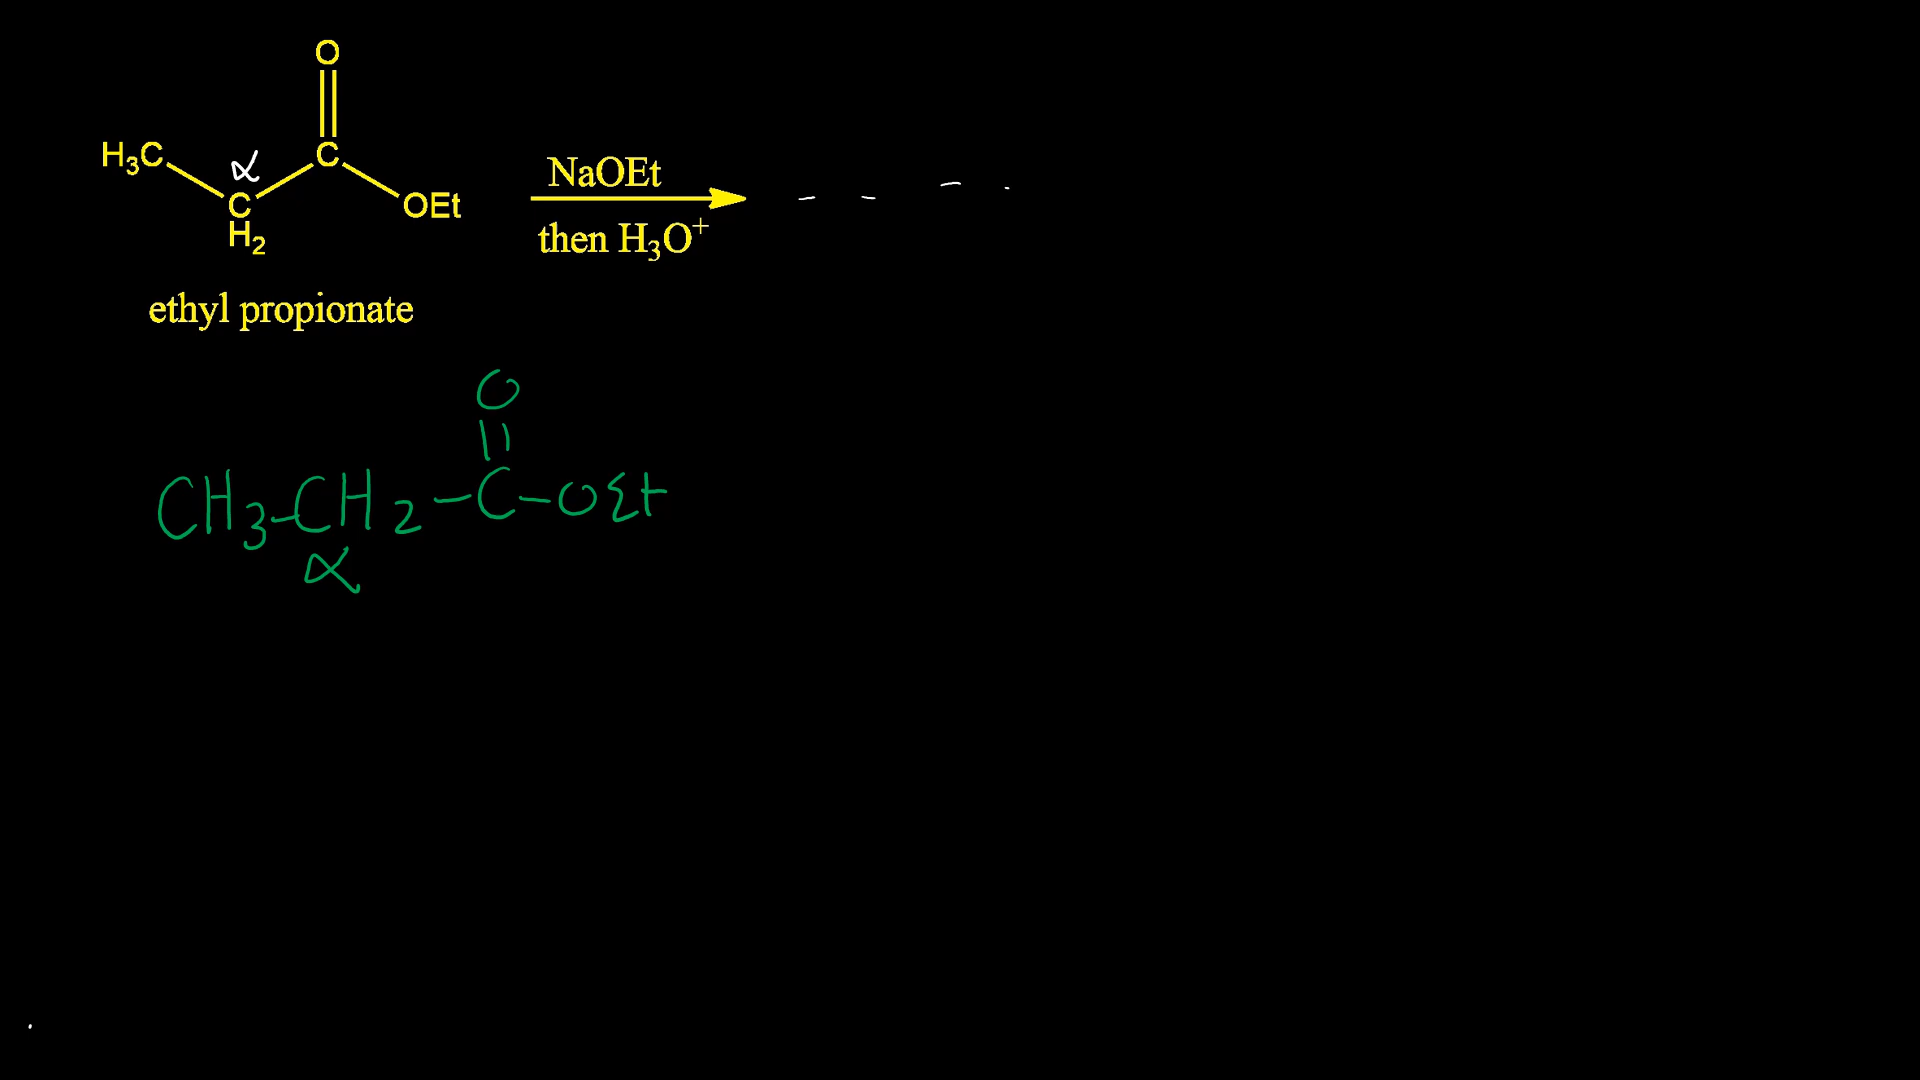 O
H₃C α C
NaOEt
C OEt
H₂
then H₃O⁺
ethyl propionate
O
CH₃-CH₂-C-OEt
α